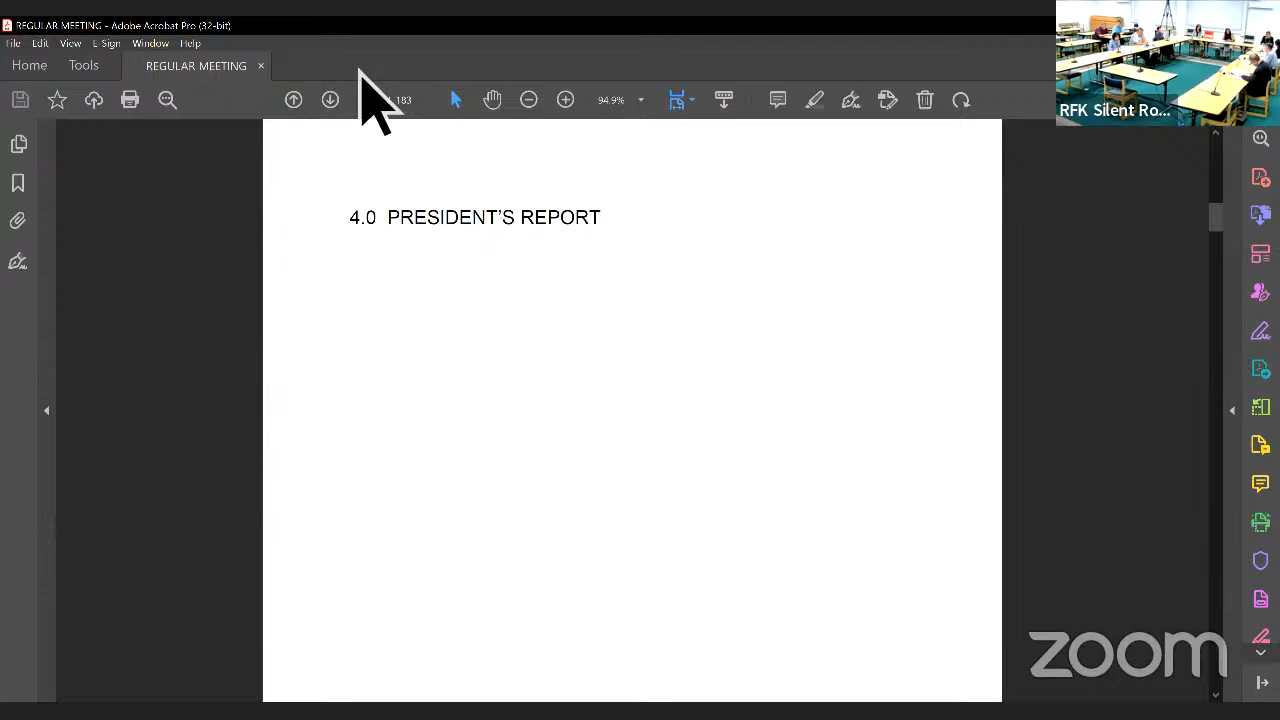 REGULAR MEETING - Adobe Acrobat Pro (32-bit)
File Edit View E-Sign Window Help
Home Tools REGULAR MEETING ×
183 94.9%
RFK Silent Ro...
4.0 PRESIDENT'S REPORT
zoom